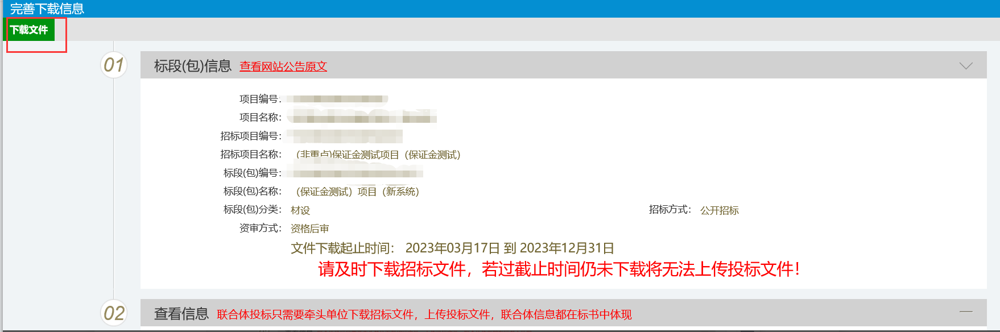 完善下载信息
下载文件
01
标段(包)信息 查看网站公告原文
项目编号：
项目名称：
招标项目编号：
招标项目名称： （非重点)保证金测试项目（保证金测试）
标段(包)编号：
标段(包)名称： （保证金测试）项目（新系统）
标段(包)分类： 材设 招标方式： 公开招标
资审方式： 资格后审
文件下载起止时间： 2023年03月17日 到 2023年12月31日
请及时下载招标文件，若过截止时间仍未下载将无法上传投标文件！
02
查看信息 联合体投标只需要牵头单位下载招标文件，上传投标文件，联合体信息都在标书中体现